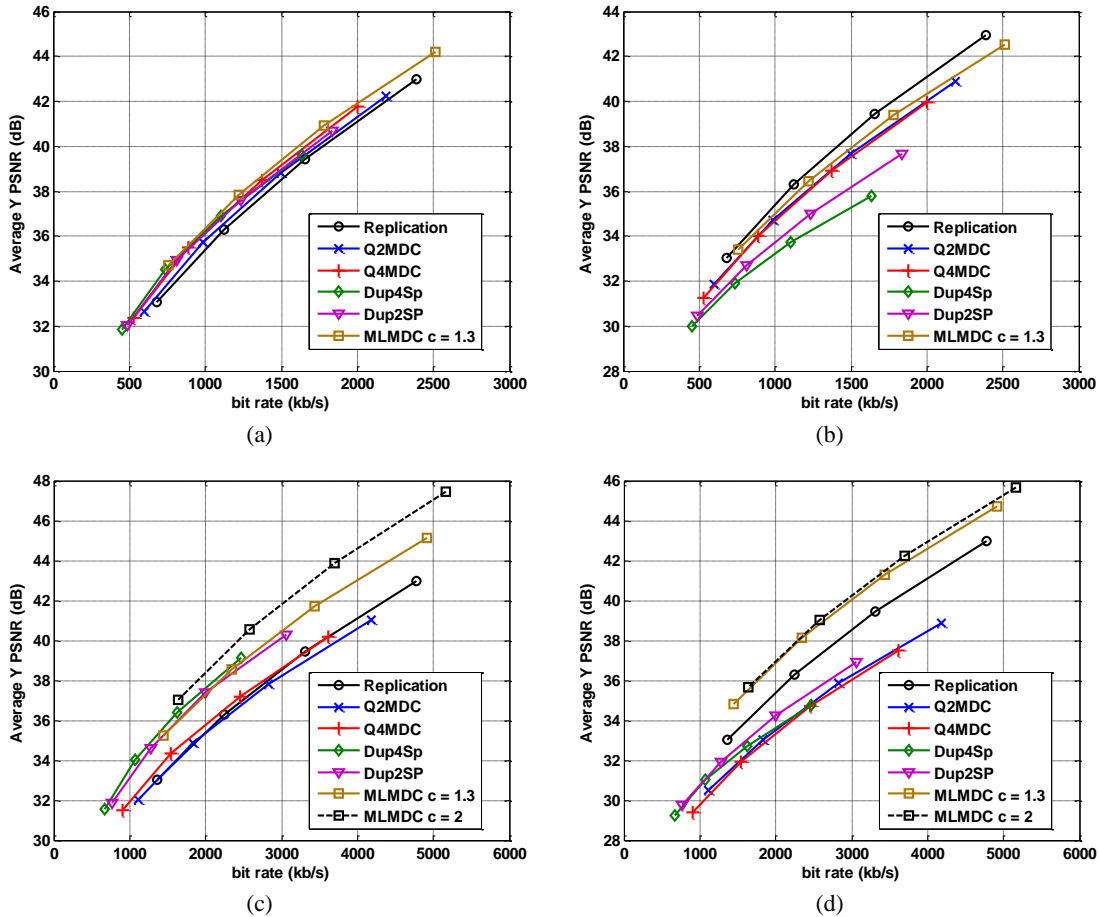 46
44
42
40
38
36
34
32
30
Average Y PSNR (dB)
0 500 1000 1500 2000 2500 3000
bit rate (kb/s)
Replication
Q2MDC
Q4MDC
Dup4Sp
Dup2SP
MLMDC c = 1.3
(a)
44
42
40
38
36
34
32
30
28
Average Y PSNR (dB)
0 500 1000 1500 2000 2500 3000
bit rate (kb/s)
Replication
Q2MDC
Q4MDC
Dup4Sp
Dup2SP
MLMDC c = 1.3
(b)
48
46
44
42
40
38
36
34
32
30
Average Y PSNR (dB)
0 1000 2000 3000 4000 5000 6000
bit rate (kb/s)
Replication
Q2MDC
Q4MDC
Dup4Sp
Dup2SP
MLMDC c = 1.3
MLMDC c = 2
(c)
46
44
42
40
38
36
34
32
30
28
Average Y PSNR (dB)
0 1000 2000 3000 4000 5000 6000
bit rate (kb/s)
Replication
Q2MDC
Q4MDC
Dup4Sp
Dup2SP
MLMDC c = 1.3
MLMDC c = 2
(d)